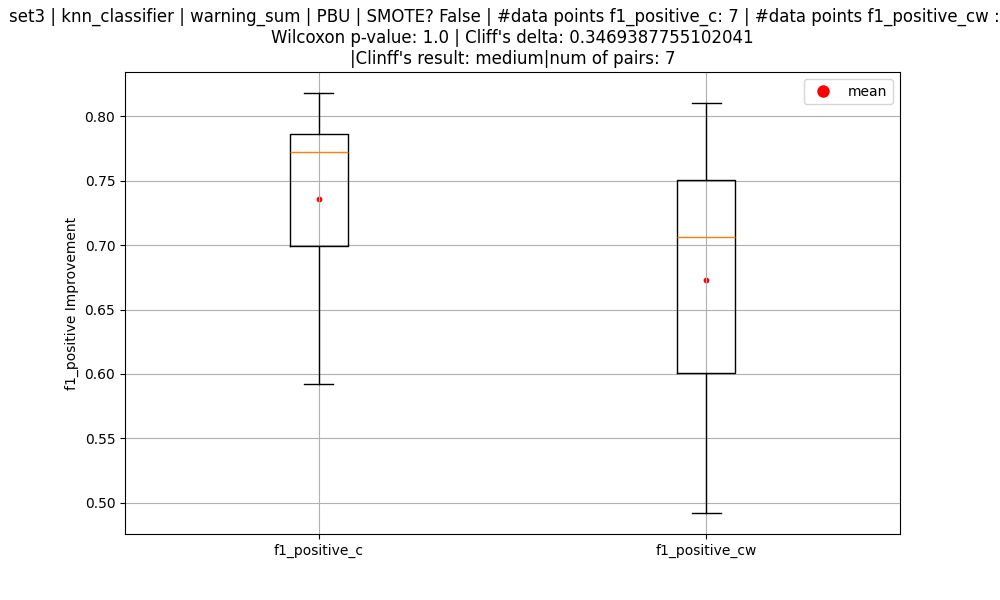 set3 | knn_classifier | warning_sum | PBU | SMOTE? False | #data points f1_positive_c: 7 | #data points f1_positive_cw :
Wilcoxon p-value: 1.0 | Cliff's delta: 0.3469387755102041
|Clinff's result: medium|num of pairs: 7
mean
0.80
0.75
0.70
0.65
0.60
0.55
0.50
f1_positive Improvement
f1_positive_c
f1_positive_cw